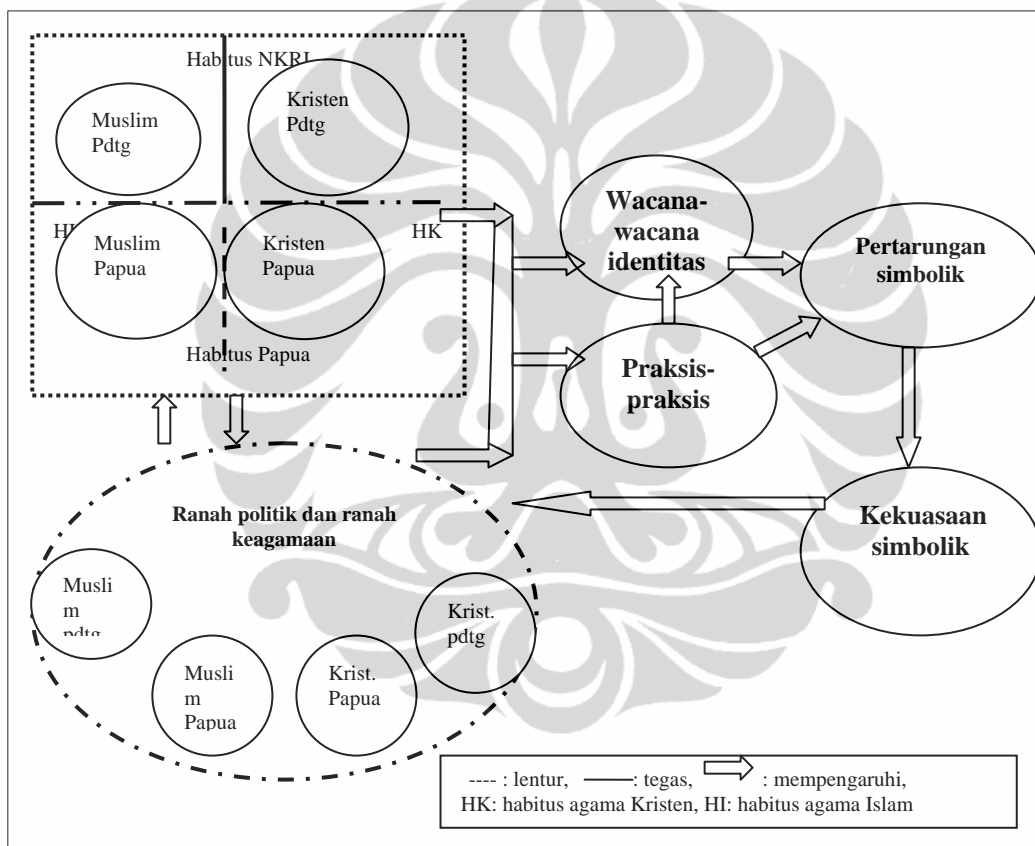 Habitus NKRI
Muslim
Pdtg
Kristen
Pdtg
Muslim
Papua
Kristen
Papua
HK
Habitus Papua
Wacana-
wacana
identitas
Pertarungan
simbolik
Praksis-
praksis
Kekuasaan
simbolik
Ranah politik dan ranah
keagamaan
Musli
m
pdtg
Musli
m
Papua
Krist.
Papua
Krist.
pdtg
---- : lentur, ——: tegas, : mempengaruhi,
HK: habitus agama Kristen, HI: habitus agama Islam